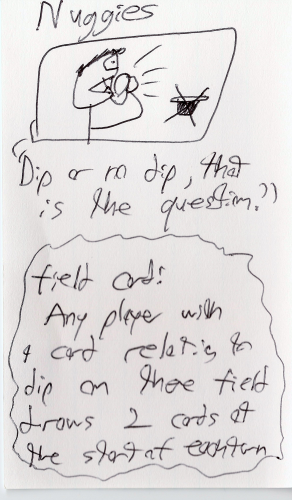 Nuggies
"Dip or no dip, that
is the question."
field card:
Any player with
a card relating to
dip on there field
draws 2 cards at
the start of each turn.